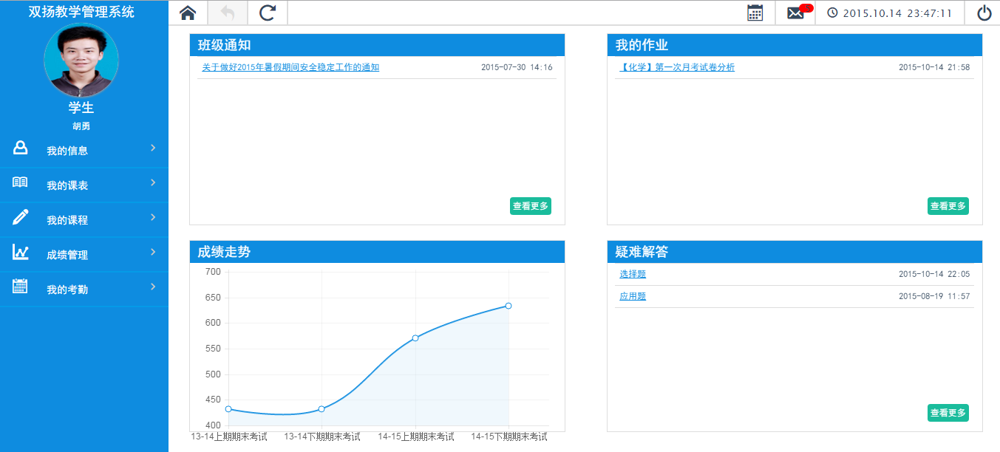 双扬教学管理系统
2015.10.14 23:47:11
学生
胡勇
我的信息
我的课表
我的课程
成绩管理
我的考勤
班级通知
关于做好2015年暑假期间安全稳定工作的通知 2015-07-30 14:16
查看更多
我的作业
【化学】第一次月考试卷分析 2015-10-14 21:58
查看更多
成绩走势
700
650
600
550
500
450
400
13-14上期期末考试 13-14下期期末考试 14-15上期期末考试 14-15下期期末考试
疑难解答
选择题 2015-10-14 22:05
应用题 2015-08-19 11:57
查看更多